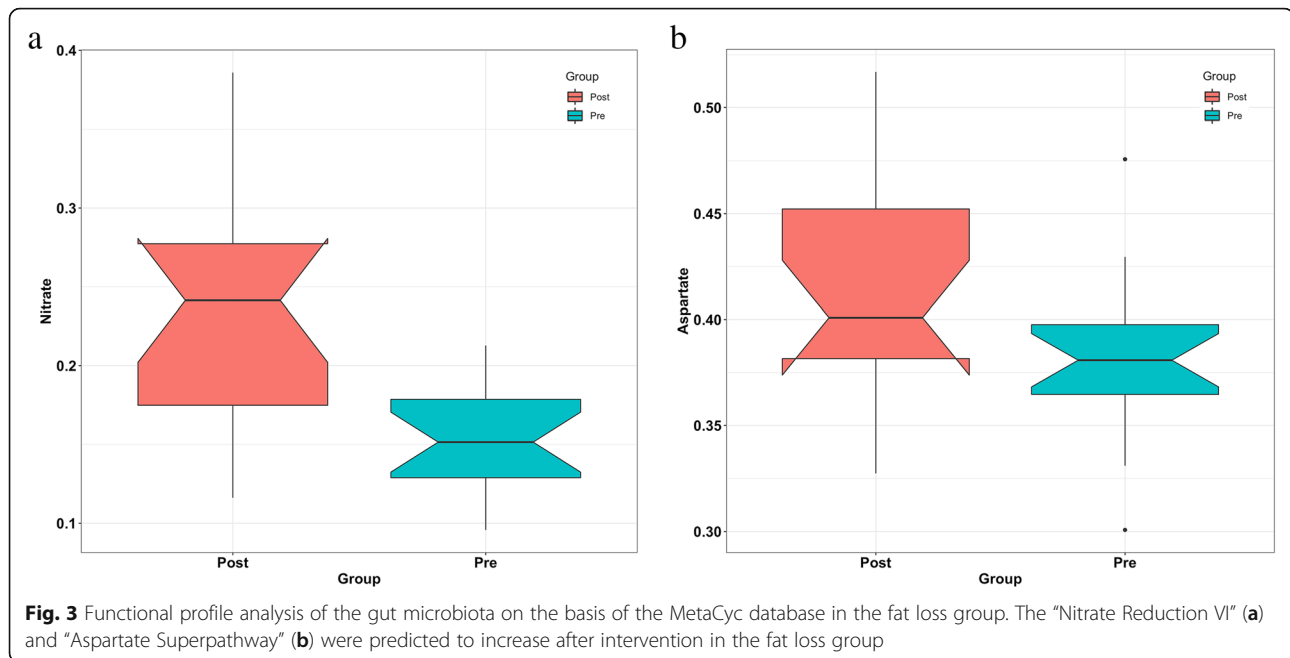 a
0.4
0.3
0.2
0.1
Nitrate
Group
Post
Pre
Post
Pre
Group
b
0.50
0.45
0.40
0.35
0.30
Aspartate
Group
Post
Pre
Post
Pre
Group
Fig. 3 Functional profile analysis of the gut microbiota on the basis of the MetaCyc database in the fat loss group. The “Nitrate Reduction VI” (a)
and “Aspartate Superpathway” (b) were predicted to increase after intervention in the fat loss group